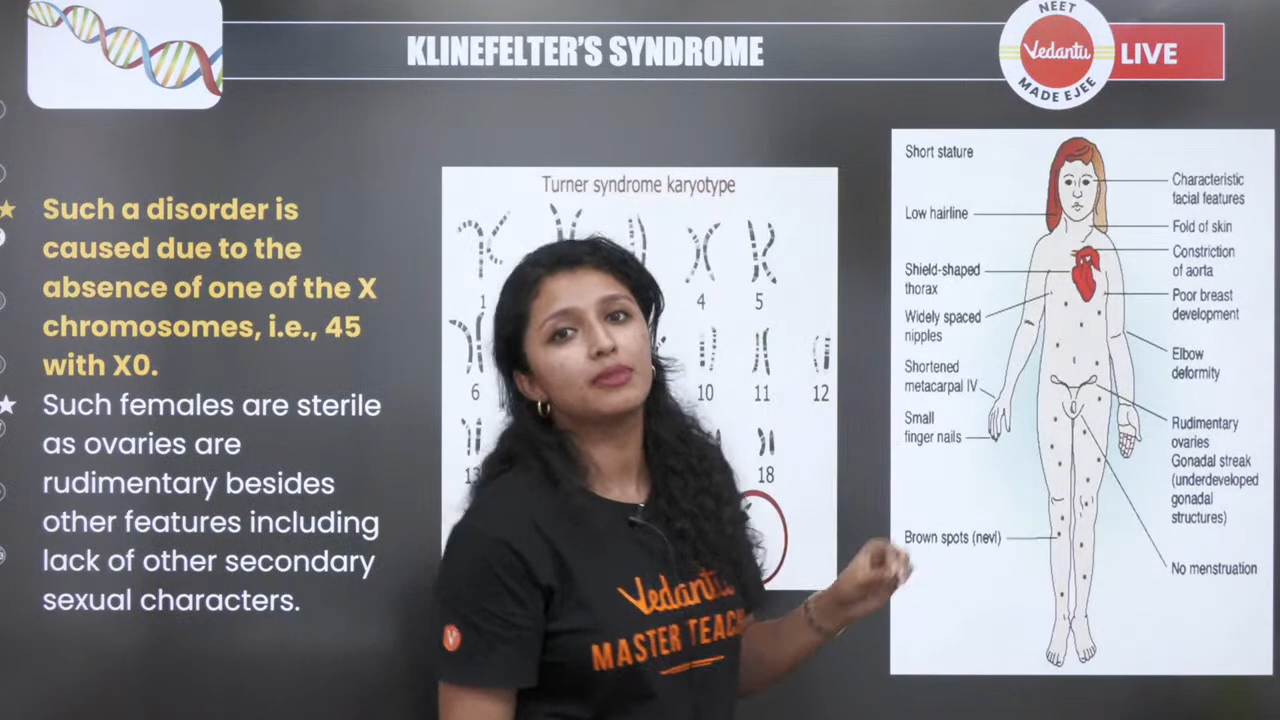 KLINEFELTER'S SYNDROME
NEET
Vedantu
MADE EJEE
LIVE
Such a disorder is
caused due to the
absence of one of the X
chromosomes, i.e., 45
with X0.
Such females are sterile
as ovaries are
rudimentary besides
other features including
lack of other secondary
sexual characters.
Turner syndrome karyotype
1
4
5
6
10
11
12
13
18
Short stature
Low hairline
Shield-shaped
thorax
Widely spaced
nipples
Shortened
metacarpal IV
Small
finger nails
Brown spots (nevi)
Characteristic
facial features
Fold of skin
Constriction
of aorta
Poor breast
development
Elbow
deformity
Rudimentary
ovaries
Gonadal streak
(underdeveloped
gonadal
structures)
No menstruation
Vedantu
MASTER TEAC